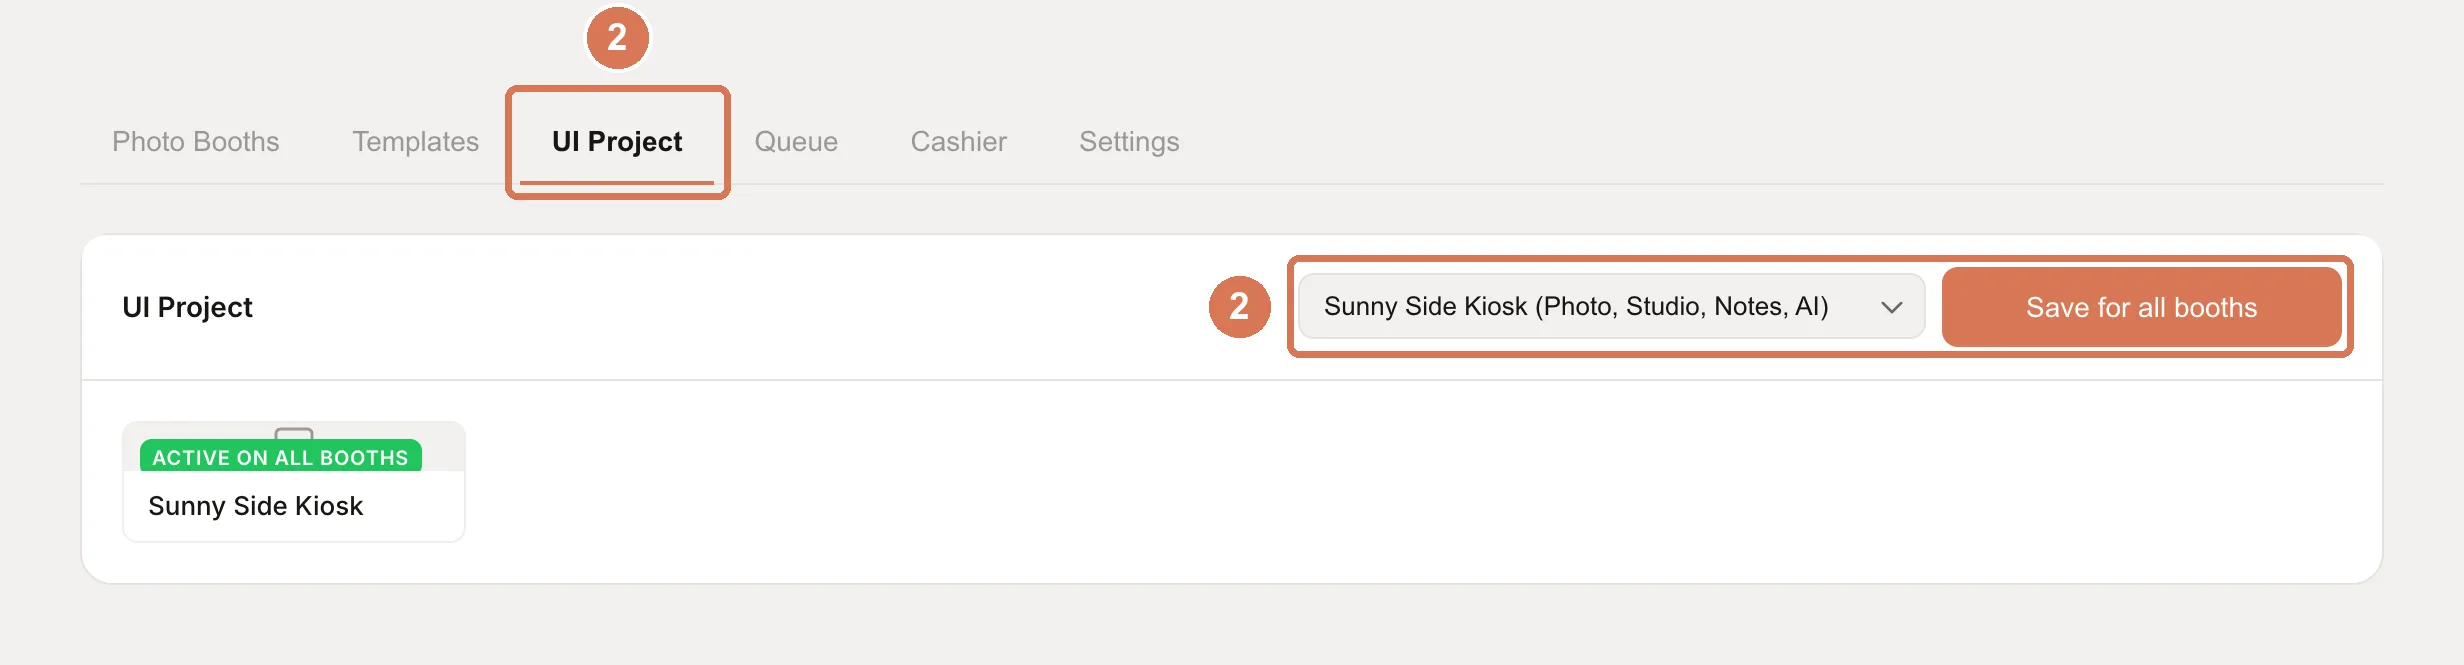 2
Photo Booths Templates UI Project Queue Cashier Settings
UI Project 2 Sunny Side Kiosk (Photo, Studio, Notes, AI) Save for all booths
ACTIVE ON ALL BOOTHS
Sunny Side Kiosk